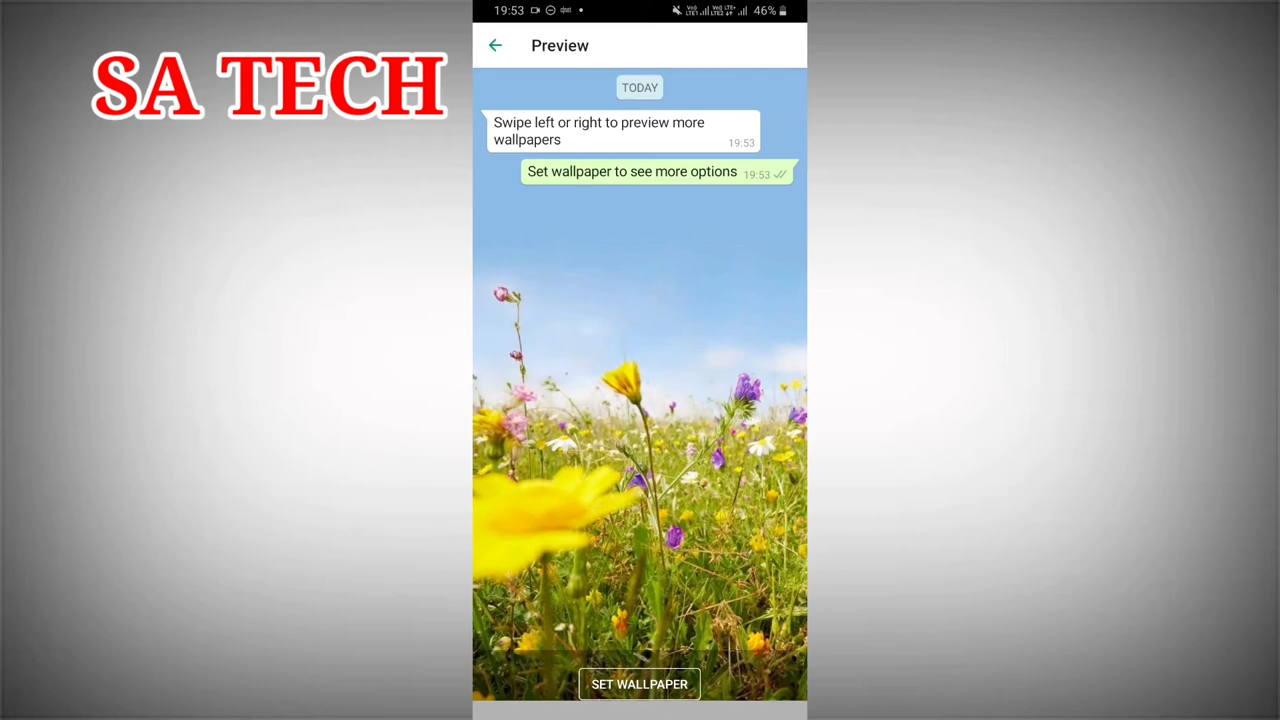 19:53
46%
SA TECH
Preview
TODAY
Swipe left or right to preview more
wallpapers
19:53
Set wallpaper to see more options 19:53
SET WALLPAPER